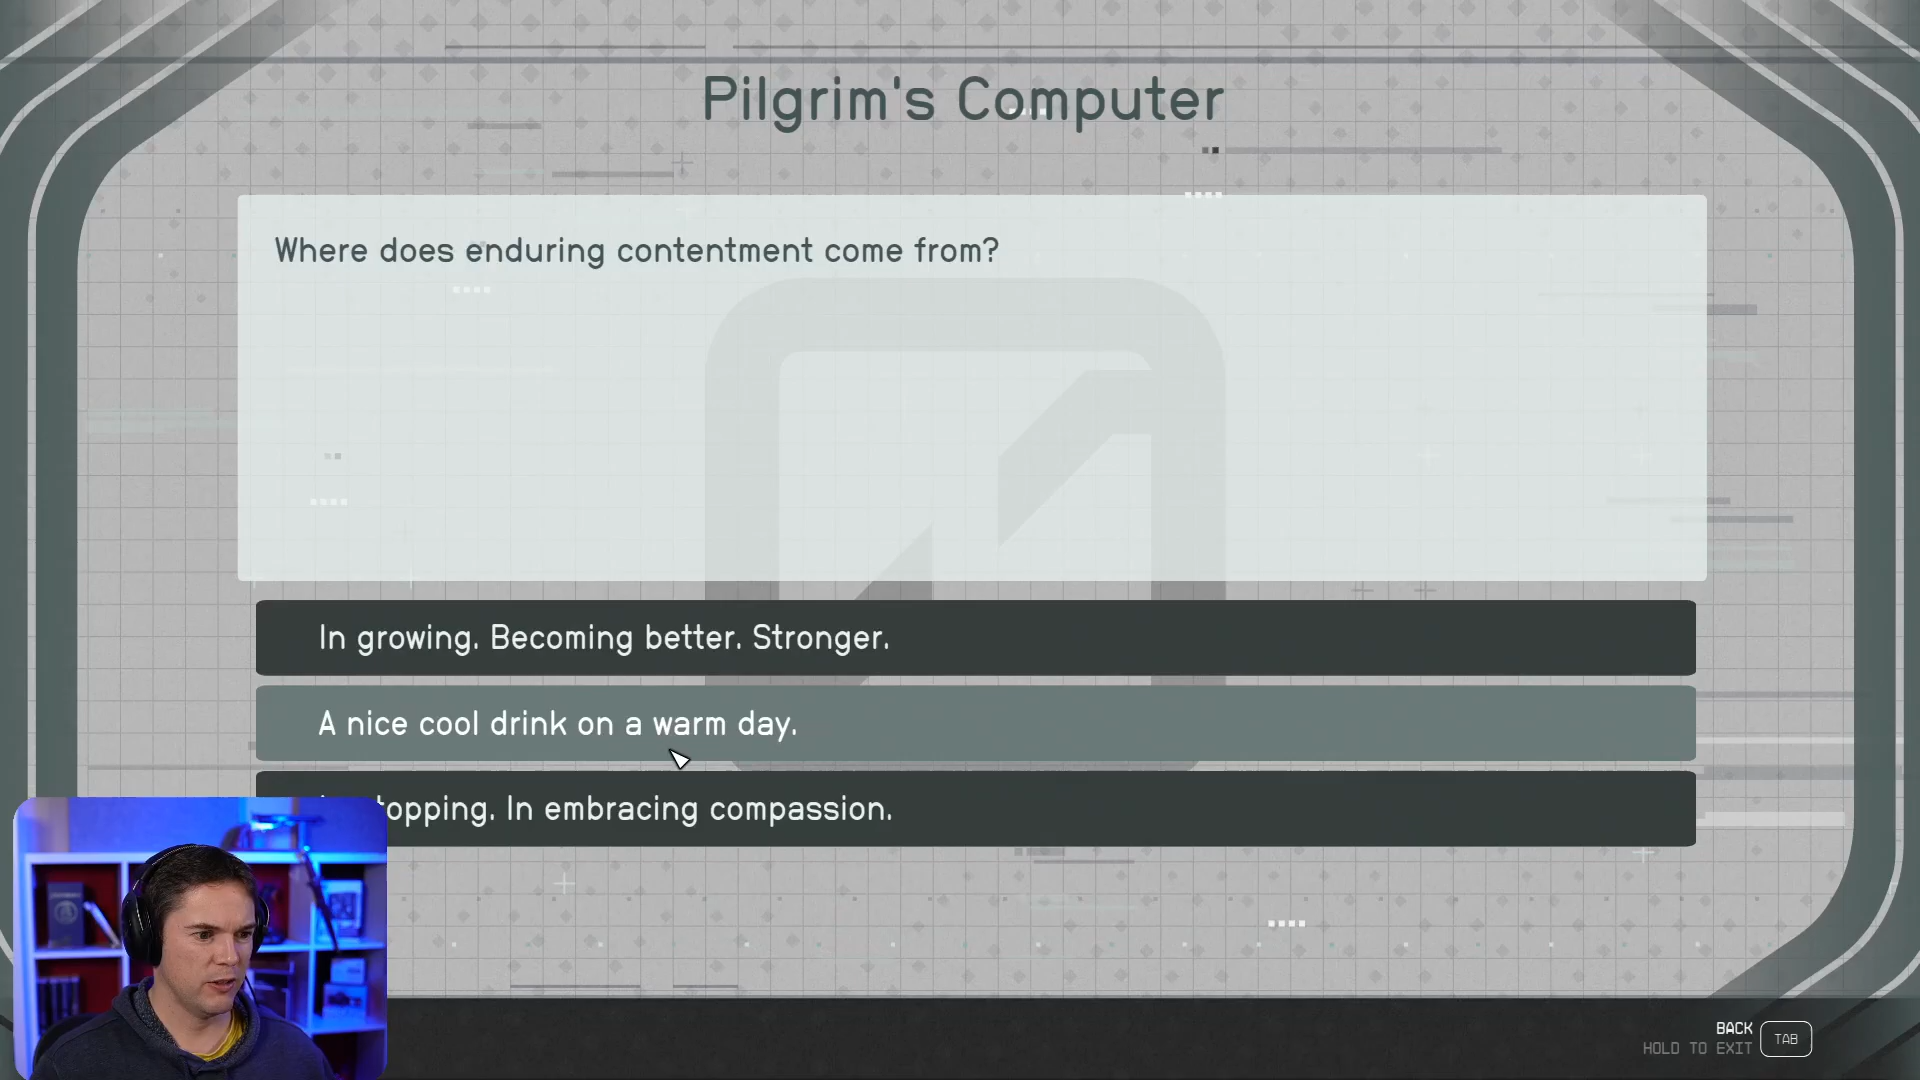 Pilgrim's Computer
Where does enduring contentment come from?
In growing. Becoming better. Stronger.
A nice cool drink on a warm day.
In embracing compassion.
BACK
HOLD TO EXIT
TAB